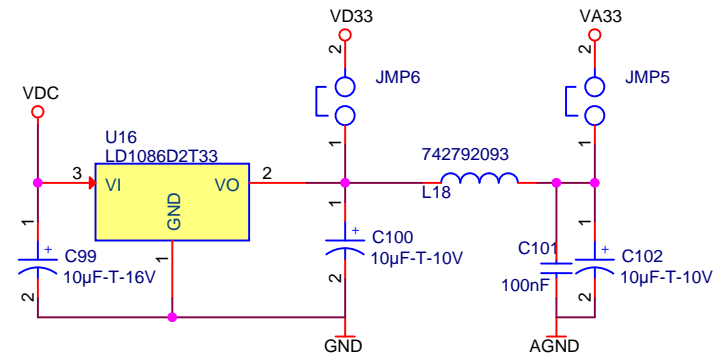 VD33
VA33
2
2
JMP6
JMP5
VDC
1
1
U16
LD1086D2T33
742792093
3
VI
VO
2
L18
GND
1
1
1
+
C99
10µF-T-16V
2
1
+
C100
10µF-T-10V
2
C101
100nF
+
C102
10µF-T-10V
2
GND
AGND